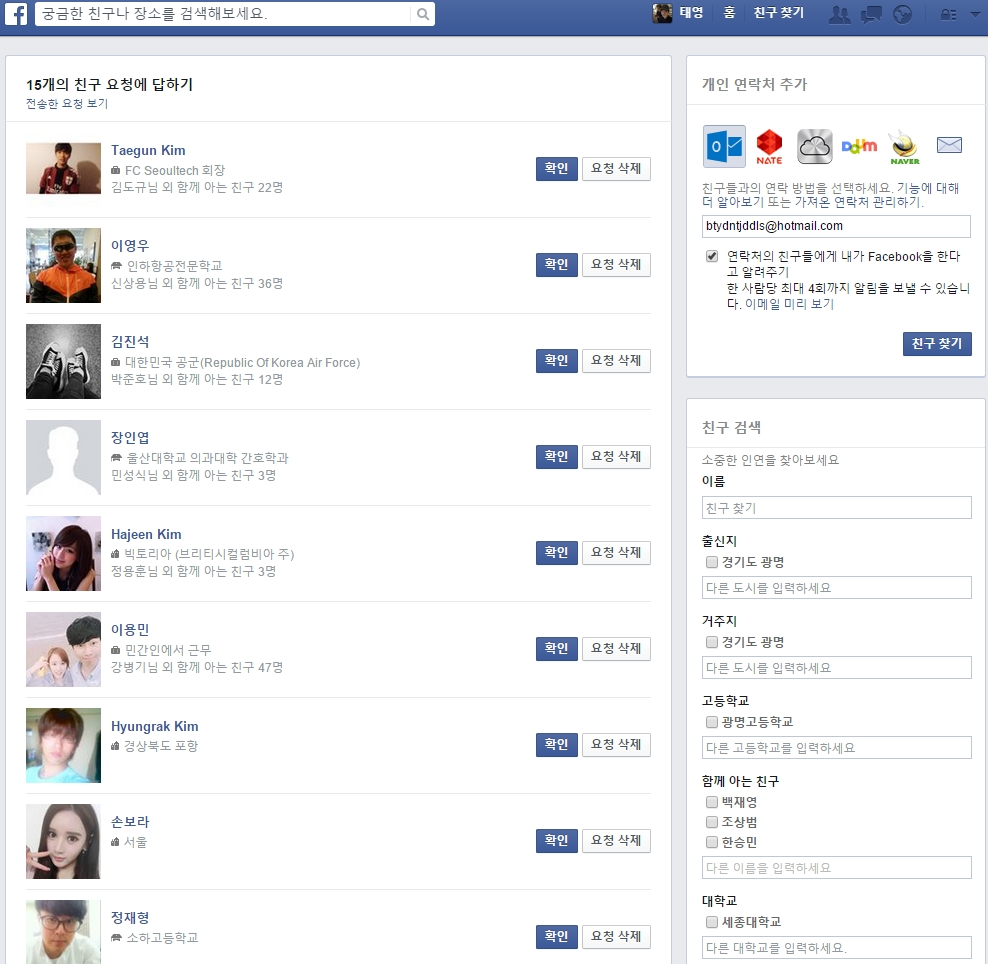 f 궁금한 친구나 장소를 검색해보세요.
태영 홈 친구 찾기
15개의 친구 요청에 답하기
전송한 요청 보기
Taegun Kim
FC Seoultech 회장
김도규님 외 함께 아는 친구 22명
확인 요청 삭제
이영우
인하항공전문학교
신상용님 외 함께 아는 친구 36명
확인 요청 삭제
김진석
대한민국 공군(Republic Of Korea Air Force)
박준호님 외 함께 아는 친구 12명
확인 요청 삭제
장인엽
울산대학교 의과대학 간호학과
민성식님 외 함께 아는 친구 3명
확인 요청 삭제
Hajeen Kim
빅토리아 (브리티시컬럼비아 주)
정용훈님 외 함께 아는 친구 3명
확인 요청 삭제
이용민
민간인에서 근무
강병기님 외 함께 아는 친구 47명
확인 요청 삭제
Hyungrak Kim
경상북도 포항
확인 요청 삭제
손보라
서울
확인 요청 삭제
정재형
소하고등학교
확인 요청 삭제
개인 연락처 추가
NATE Daum NAVER
친구들과의 연락 방법을 선택하세요. 기능에 대해
더 알아보기 또는 가져온 연락처 관리하기.
btydntjddls@hotmail.com
연락처의 친구들에게 내가 Facebook을 한다
고 알려주기
한 사람당 최대 4회까지 알림을 보낼 수 있습니
다. 이메일 미리 보기
친구 찾기
친구 검색
소중한 인연을 찾아보세요
이름
친구 찾기
출신지
경기도 광명
다른 도시를 입력하세요
거주지
경기도 광명
다른 도시를 입력하세요
고등학교
광명고등학교
다른 고등학교를 입력하세요
함께 아는 친구
백재영
조상범
한승민
다른 이름을 입력하세요
대학교
세종대학교
다른 대학교를 입력하세요.